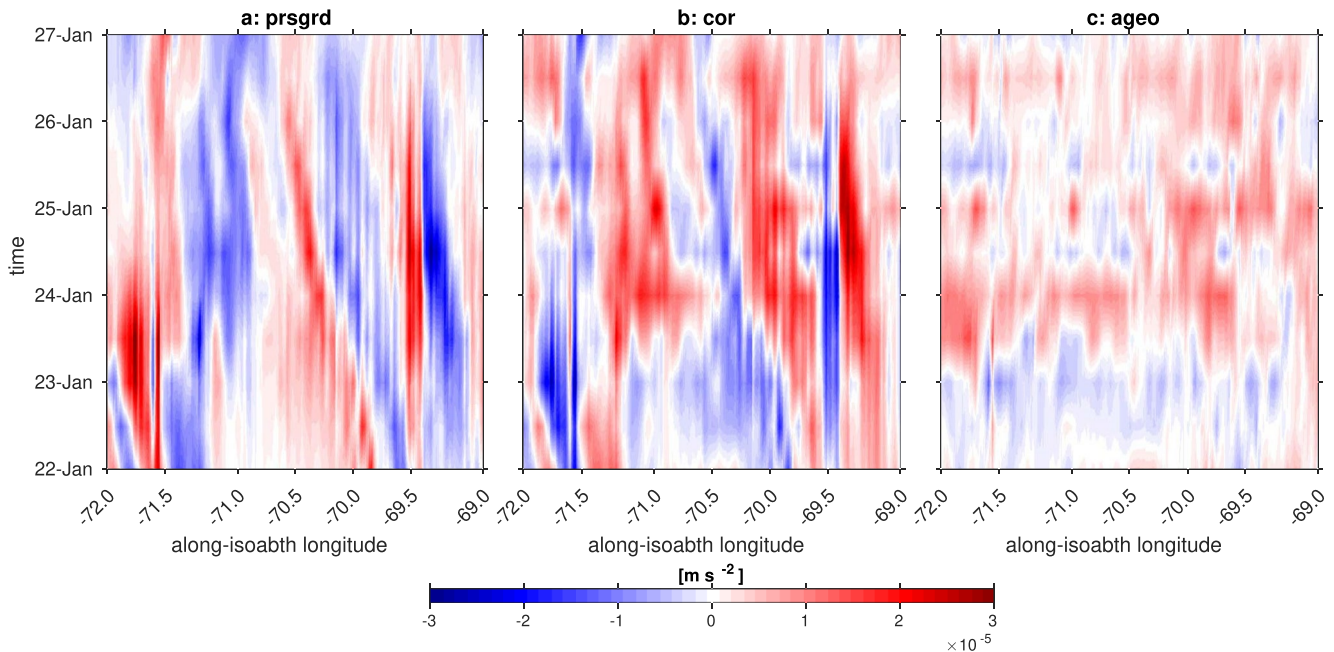 a: prsgrd
b: cor
c: ageo
27-Jan
26-Jan
25-Jan
24-Jan
23-Jan
22-Jan
time
-72.0 -71.5 -71.0 -70.5 -70.0 -69.5 -69.0
-72.0 -71.5 -71.0 -70.5 -70.0 -69.5 -69.0
-72.0 -71.5 -71.0 -70.5 -70.0 -69.5 -69.0
along-isoabth longitude
along-isoabth longitude
along-isoabth longitude
[m s -2 ]
-3 -2 -1 0 1 2 3
×10 -5